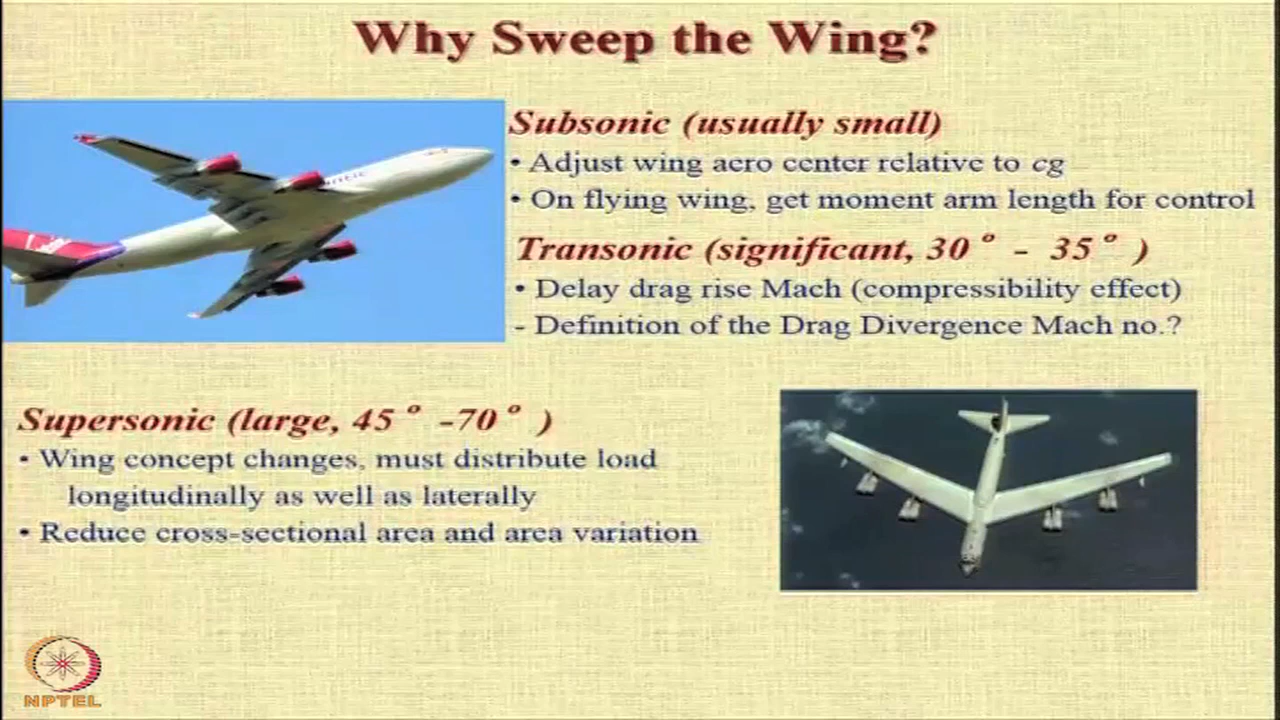 Why Sweep the Wing?
Subsonic (usually small)
• Adjust wing aero center relative to cg
• On flying wing, get moment arm length for control
Transonic (significant, 30° - 35° )
• Delay drag rise Mach (compressibility effect)
- Definition of the Drag Divergence Mach no.?
Supersonic (large, 45° -70° )
• Wing concept changes, must distribute load
longitudinally as well as laterally
• Reduce cross-sectional area and area variation
NPTEL